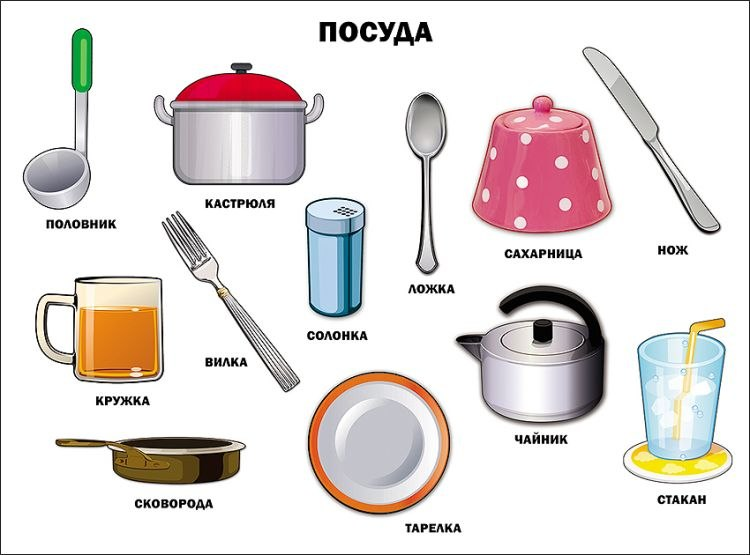 ПОСУДА
ПОЛОВНИК
КАСТРЮЛЯ
ЛОЖКА
САХАРНИЦА
НОЖ
КРУЖКА
ВИЛКА
СОЛОНКА
ЧАЙНИК
СКОВОРОДА
ТАРЕЛКА
СТАКАН